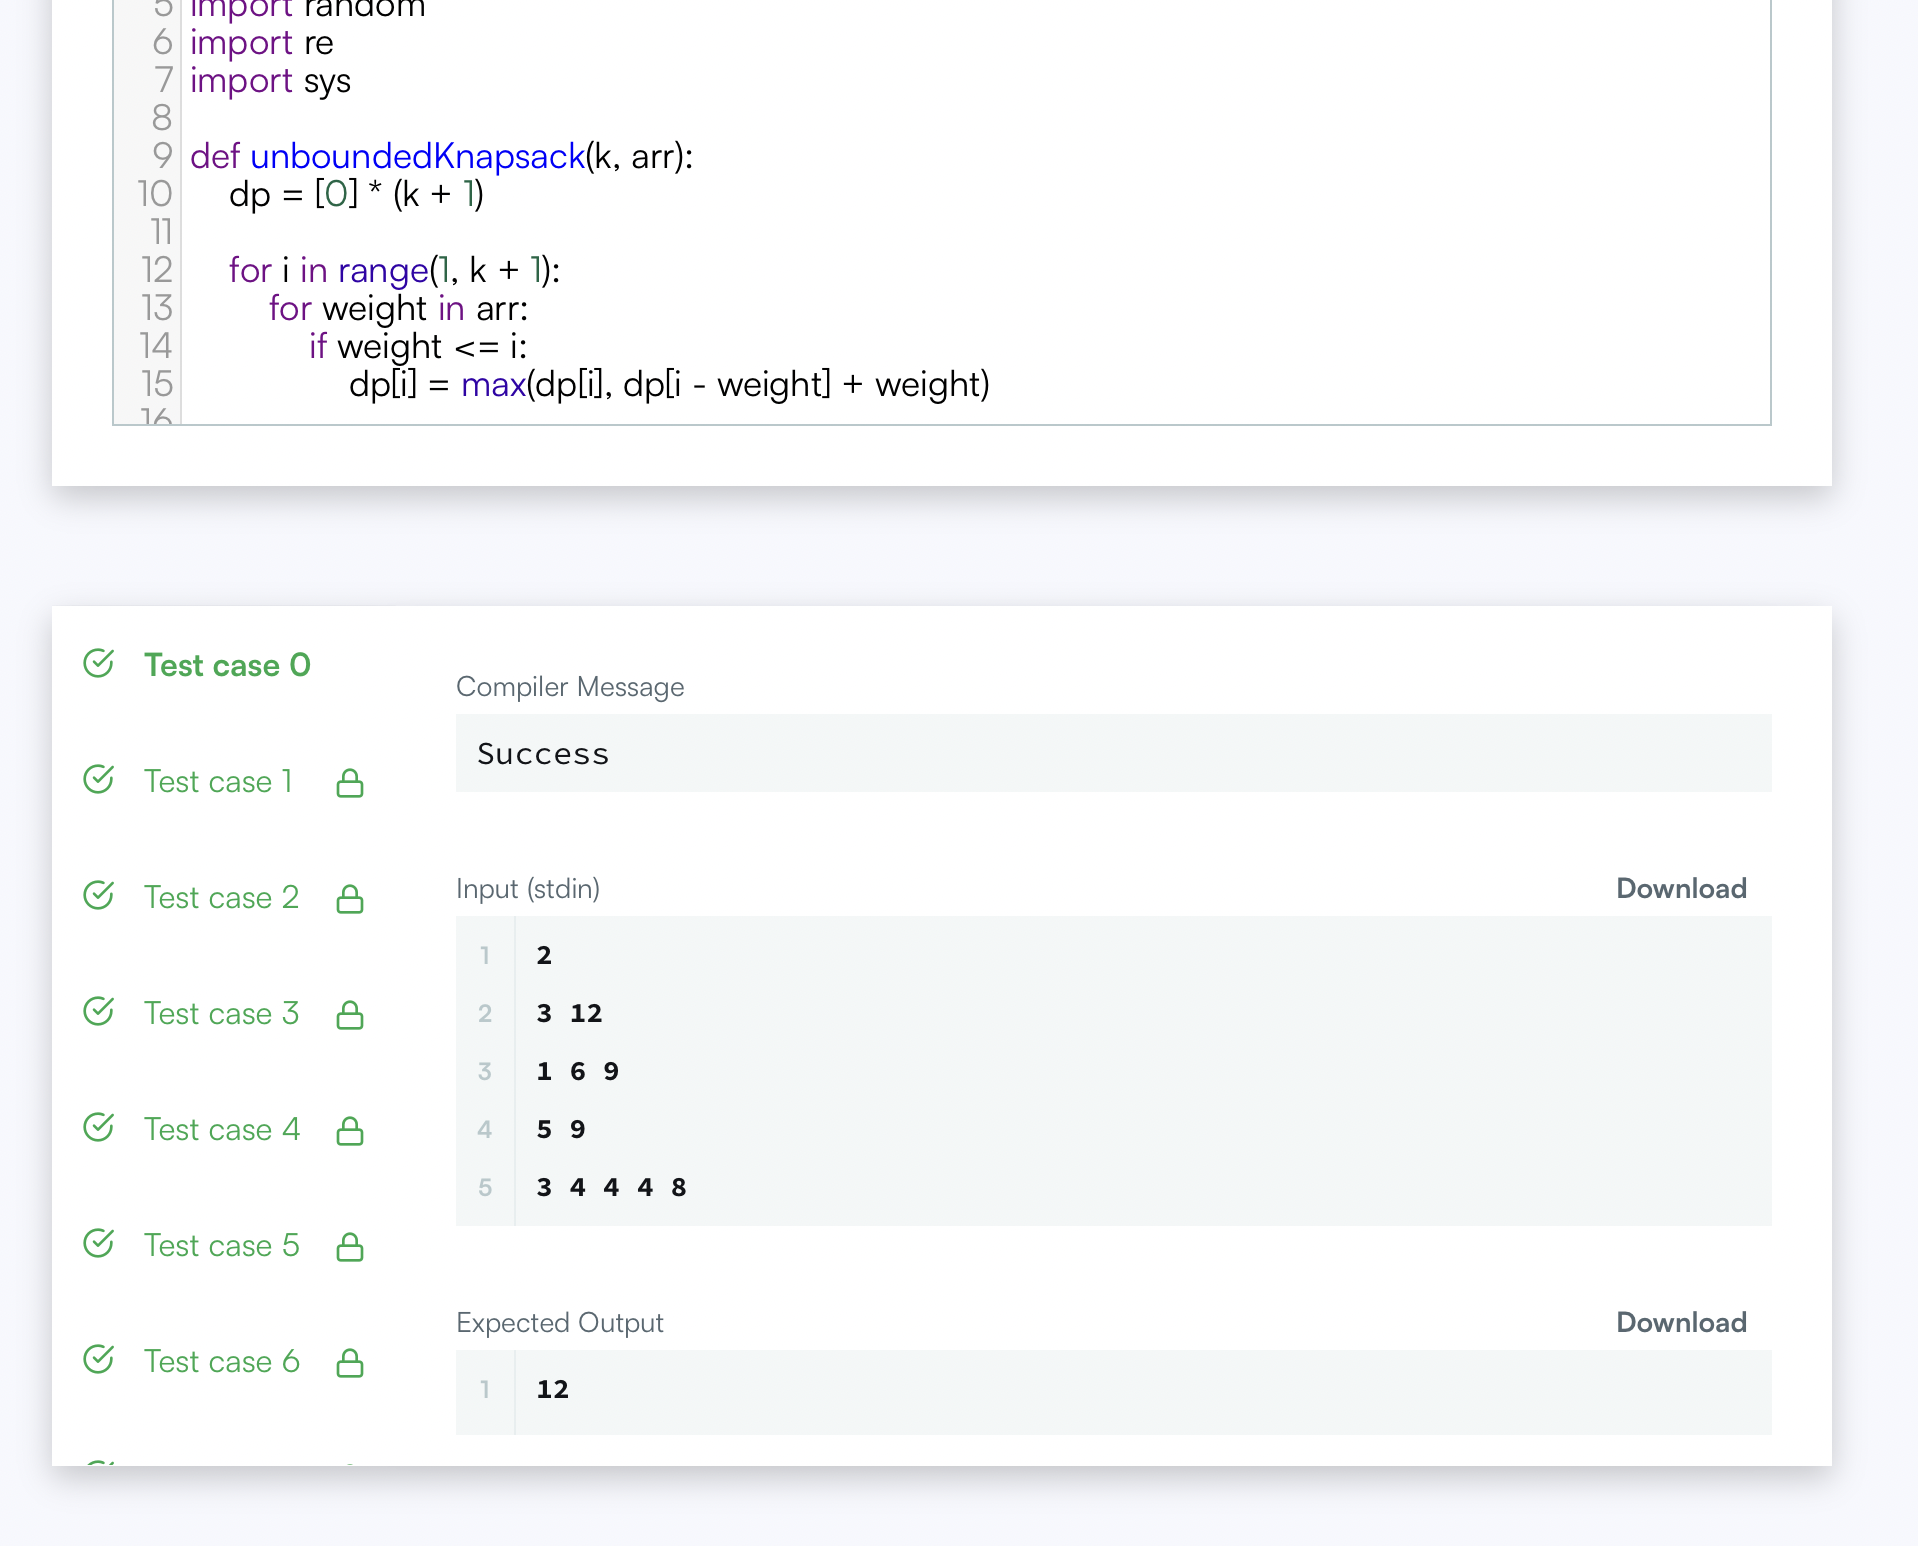 5 import random
6 import re
7 import sys
8
9 def unboundedKnapsack(k, arr):
10 dp = [0] * (k + 1)
11
12 for i in range(1, k + 1):
13 for weight in arr:
14 if weight <= i:
15 dp[i] = max(dp[i], dp[i - weight] + weight)
16
Test case 0
Test case 1
Test case 2
Test case 3
Test case 4
Test case 5
Test case 6
Compiler Message
Success
Input (stdin) Download
1 2
2 3 12
3 1 6 9
4 5 9
5 3 4 4 4 8
Expected Output Download
1 12